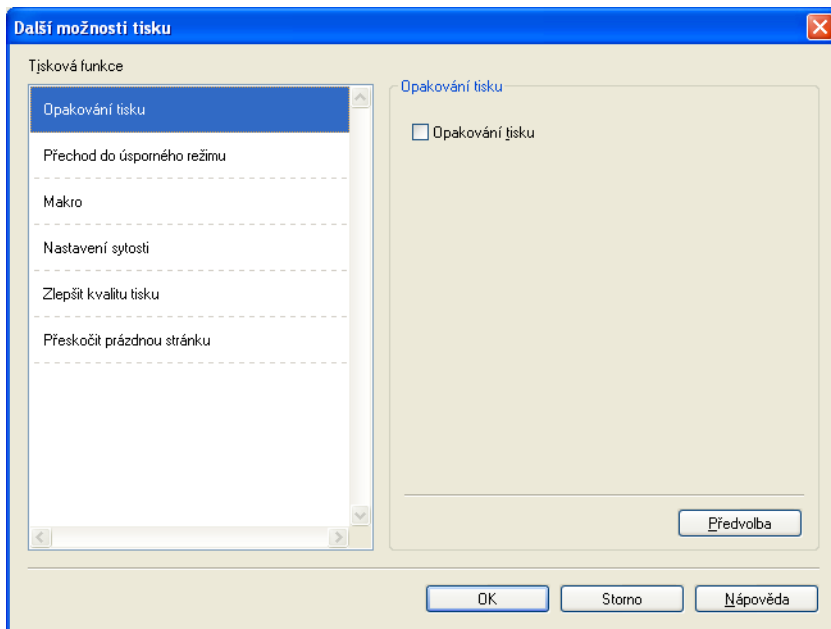 Další možnosti tisku
Tisková funkce
Opakování tisku
Přechod do úsporného režimu
Makro
Nastavení sytosti
Zlepšit kvalitu tisku
Přeskočit prázdnou stránku
Opakování tisku
Opakování tisku
Předvolba
OK Storno Nápověda